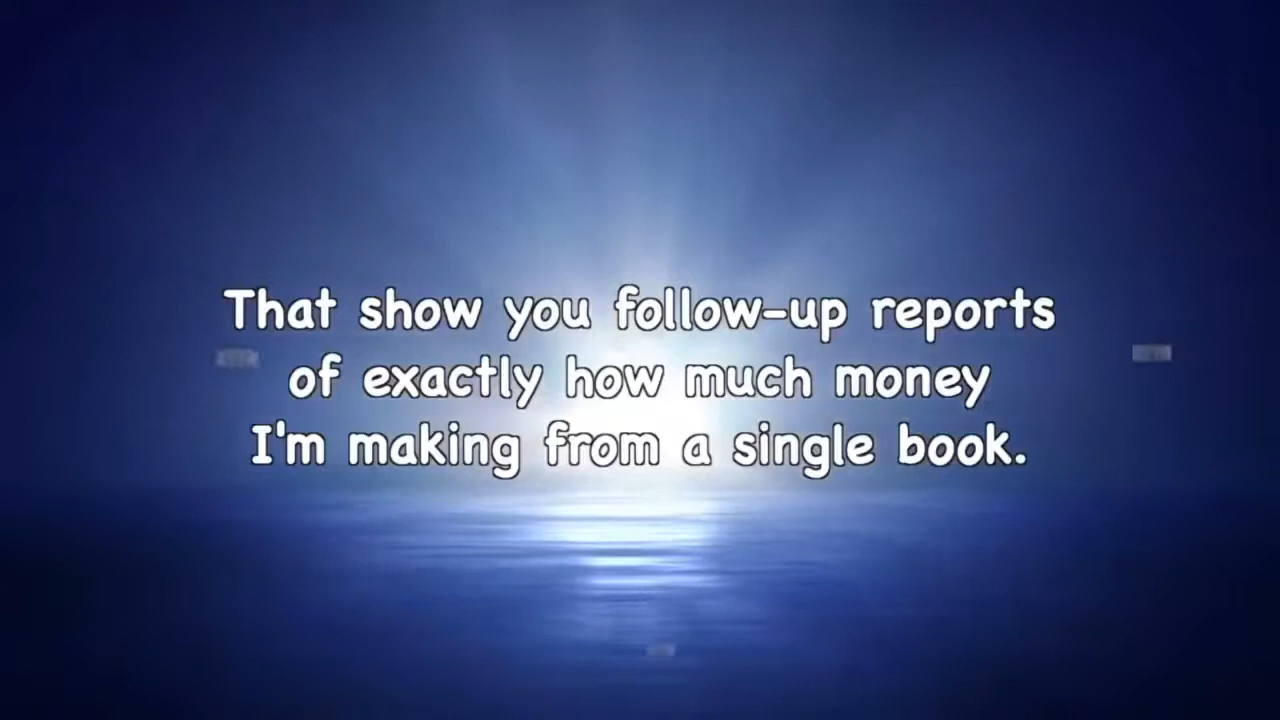 That show you follow-up reports
of exactly how much money
I'm making from a single book.